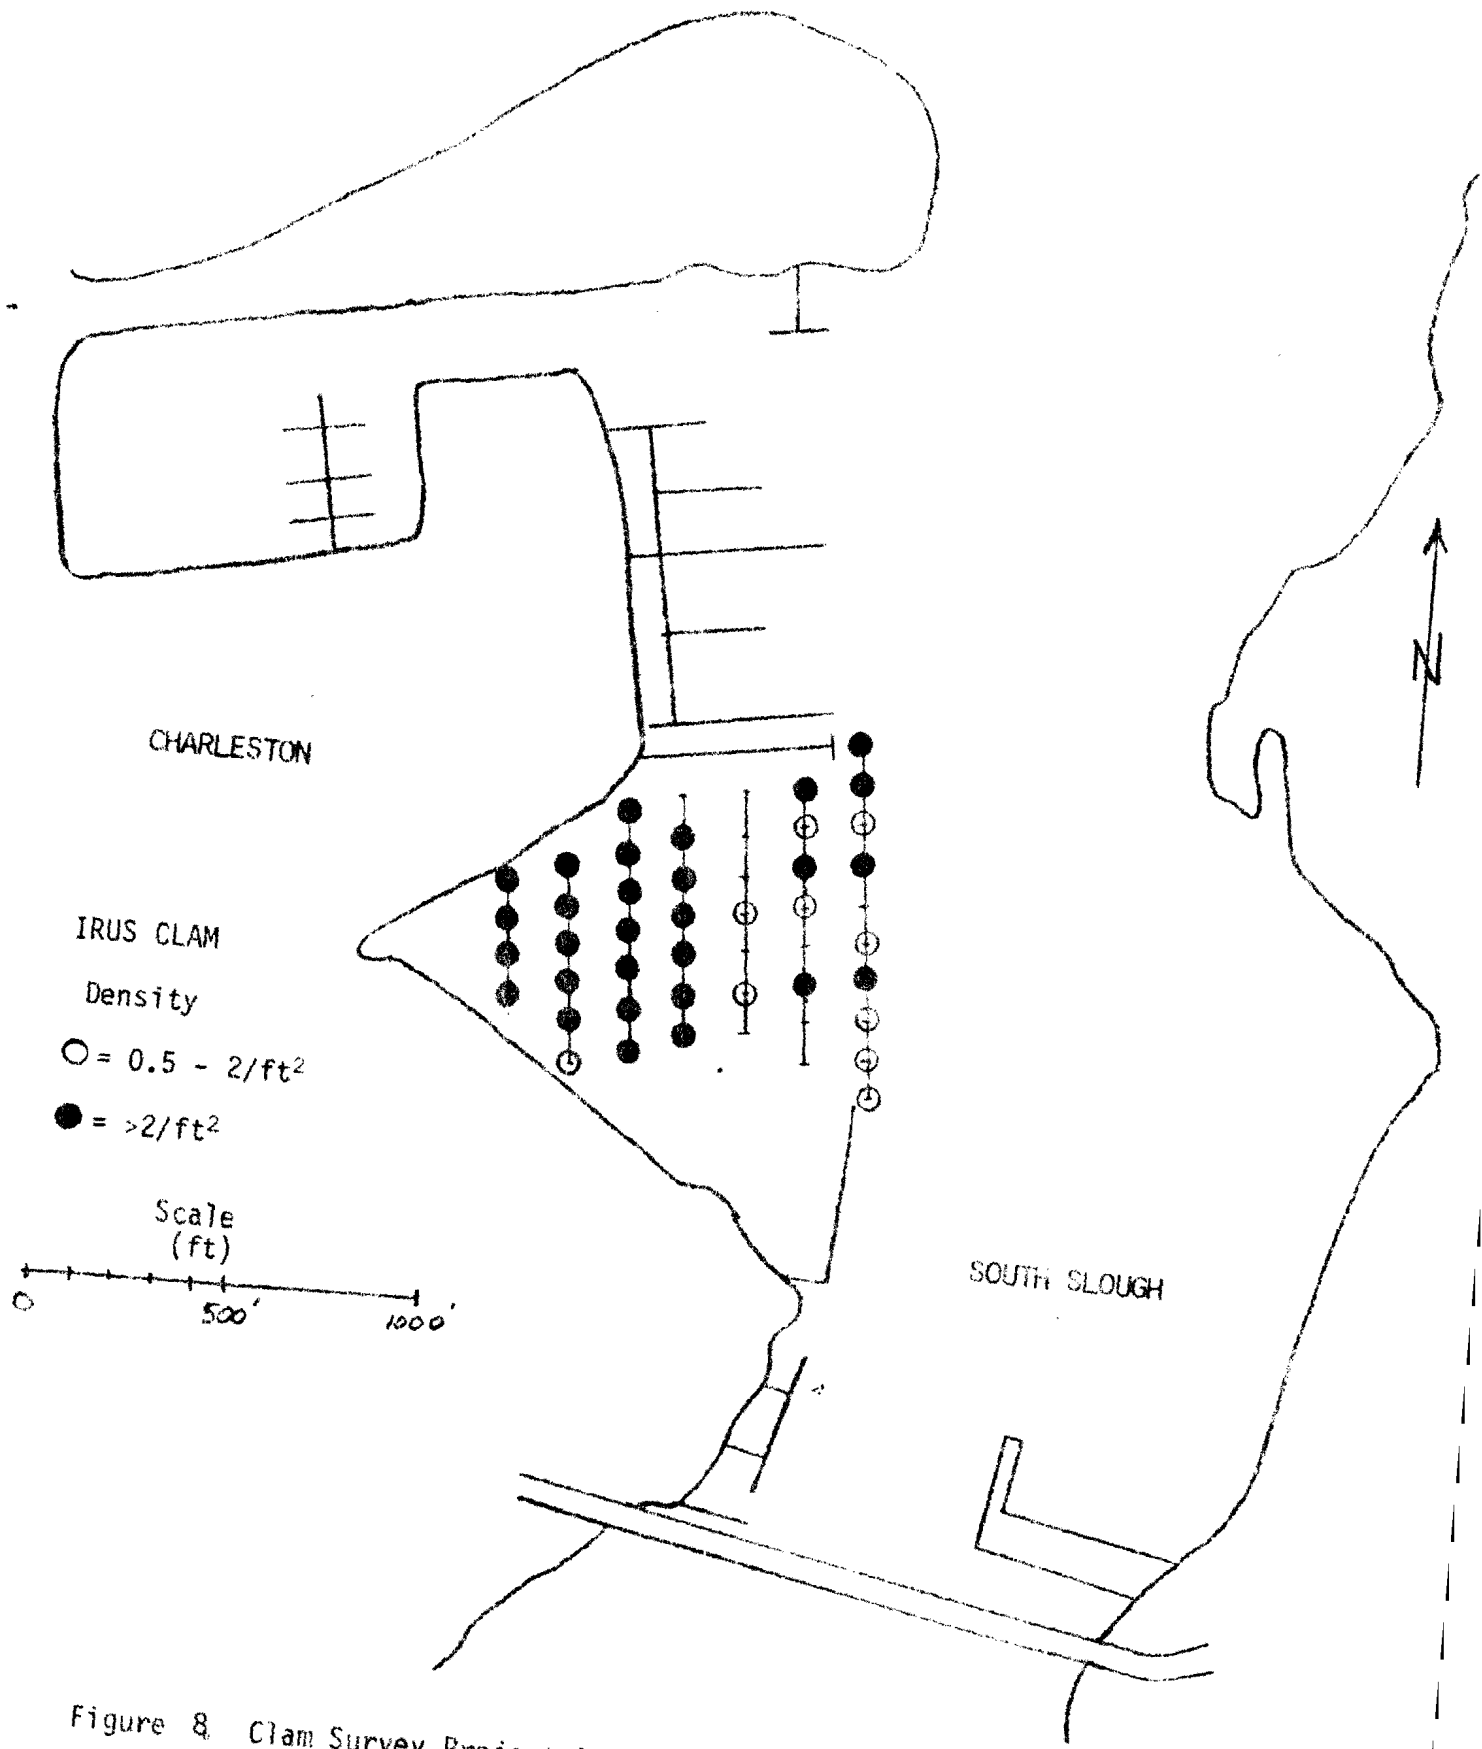 CHARLESTON
IRUS CLAM
Density
O = 0.5 - 2/ft²
● = >2/ft²
Scale
(ft)
0 500' 1000'
N
SOUTH SLOUGH
Figure 8 Clam Survey